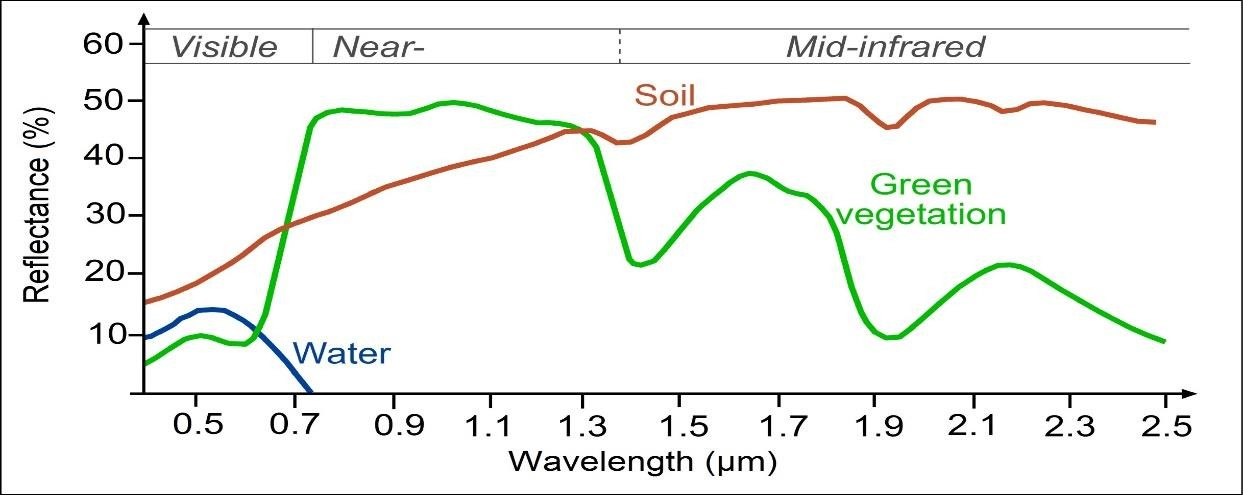 Visible Near- Mid-infrared
60
50
40
30
20
10
Reflectance (%)
Soil
Green
vegetation
Water
0.5 0.7 0.9 1.1 1.3 1.5 1.7 1.9 2.1 2.3 2.5
Wavelength (µm)